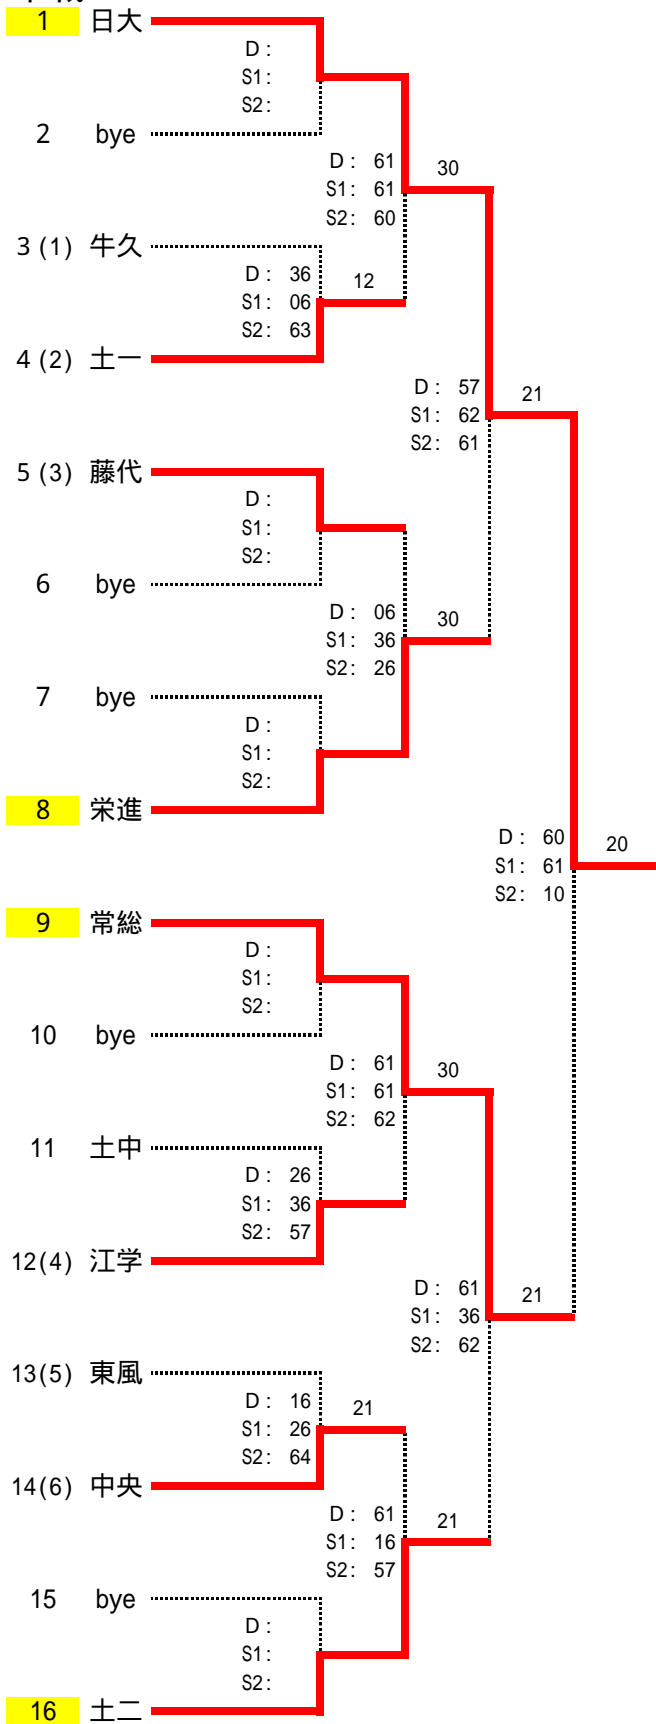 1 日大
D :
S1:
S2:
2 bye
D : 61
S1: 61
S2: 60
30
3 (1) 牛久
D : 36
S1: 06
S2: 63
12
4 (2) 土一
D : 57
S1: 62
S2: 61
21
5 (3) 藤代
D :
S1:
S2:
6 bye
D : 06
S1: 36
S2: 26
30
7 bye
D :
S1:
S2:
8 栄進
D : 60
S1: 61
S2: 10
20
9 常総
D :
S1:
S2:
10 bye
D : 61
S1: 61
S2: 62
30
11 土中
D : 26
S1: 36
S2: 57
12(4) 江学
D : 61
S1: 36
S2: 62
21
13(5) 東風
D : 16
S1: 26
S2: 64
21
14(6) 中央
D : 61
S1: 16
S2: 57
21
15 bye
D :
S1:
S2:
16 土二